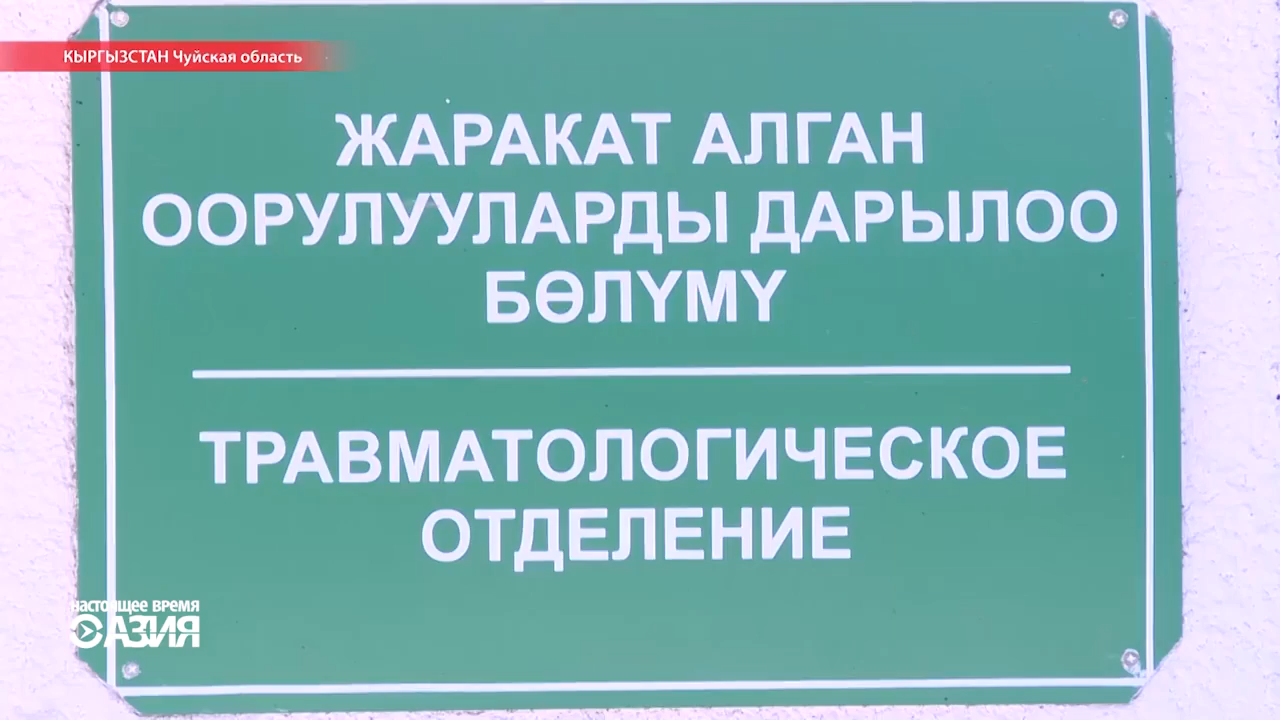 КЫРГЫЗСТАН Чуйская область
ЖАРАКАТ АЛГАН
ООРУЛУУЛАРДЫ ДАРЫЛОО
БӨЛҮМҮ
ТРАВМАТОЛОГИЧЕСКОЕ
ОТДЕЛЕНИЕ
НАСТОЯЩЕЕ ВРЕМЯ
АЗИЯ